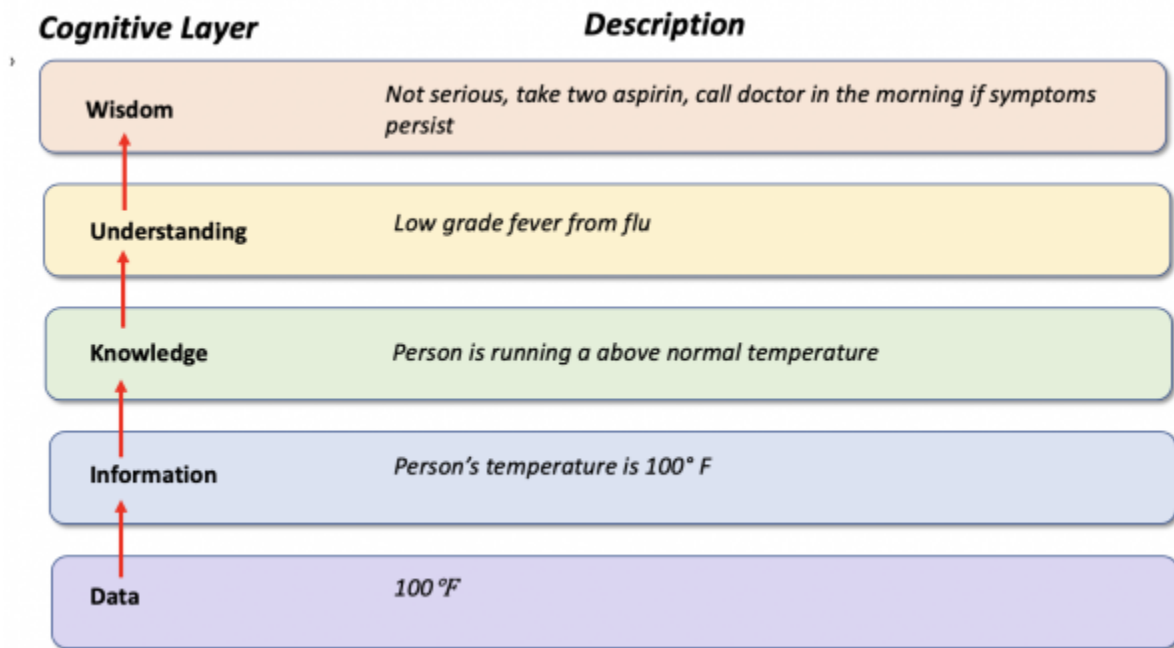 Cognitive Layer Description
Wisdom Not serious, take two aspirin, call doctor in the morning if symptoms
persist
Understanding Low grade fever from flu
Knowledge Person is running a above normal temperature
Information Person’s temperature is 100° F
Data 100℉